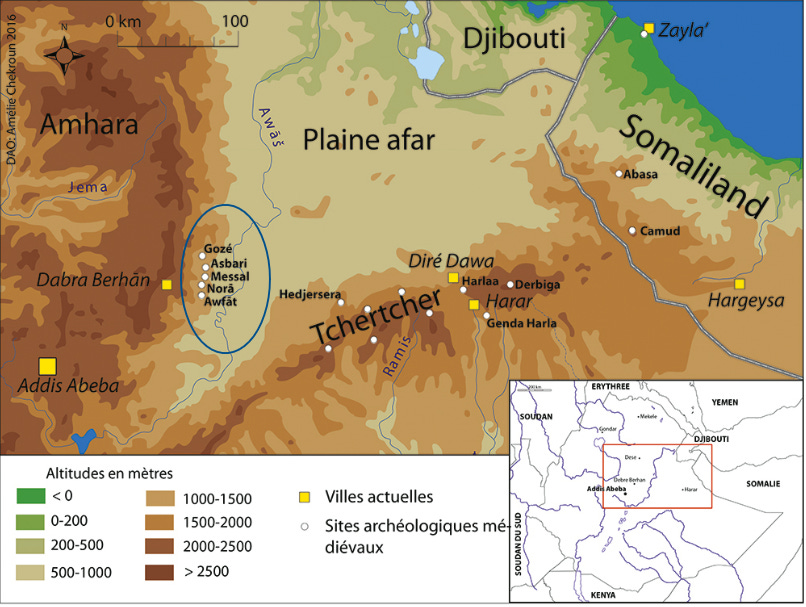 DAO: Amélie Chekroun 2016
0 km 100
N
Amhara
Jema
Awāš
Plaine afar
Djibouti
Zayla‘
Somaliland
Abasa
Camud
Hargeysa
Gozé
Asbari
Messal
Norā
Awfāt
Dabra Berhān
Addis Abeba
Diré Dawa
Harlaa
Derbiga
Hedjersera
Tchertcher
Harar
Genda Harla
Ramis
Altitudes en mètres
< 0
0-200
200-500
500-1000
1000-1500
1500-2000
2000-2500
> 2500
Villes actuelles
Sites archéologiques mé-
diévaux
ERYTHREE
YEMEN
SOUDAN
Mekele
Gondar
DJIBOUTI
Dese
Dobre Berhan
Addis Abeba
Harar
SOMALIE
SOUDAN DU SUD
KENYA